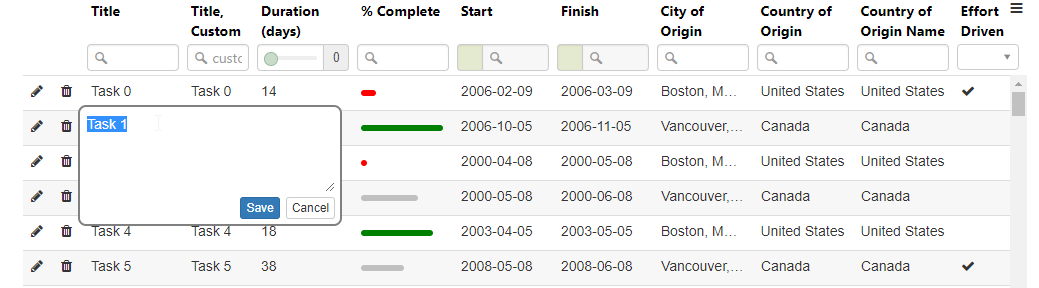 Title Title, Custom Duration (days) % Complete Start Finish City of Origin Country of Origin Country of Origin Name Effort Driven
custc 0
Task 0 Task 0 14 2006-02-09 2006-03-09 Boston, M... United States United States
Task 1 2006-10-05 2006-11-05 Vancouver,... Canada Canada
2000-04-08 2000-05-08 Boston, M... United States United States
2000-05-08 2000-06-08 Vancouver,... Canada Canada
Save Cancel
Task 4 Task 4 18 2003-04-05 2003-05-05 Boston, M... United States United States
Task 5 Task 5 38 2008-05-08 2008-06-08 Vancouver,... Canada Canada